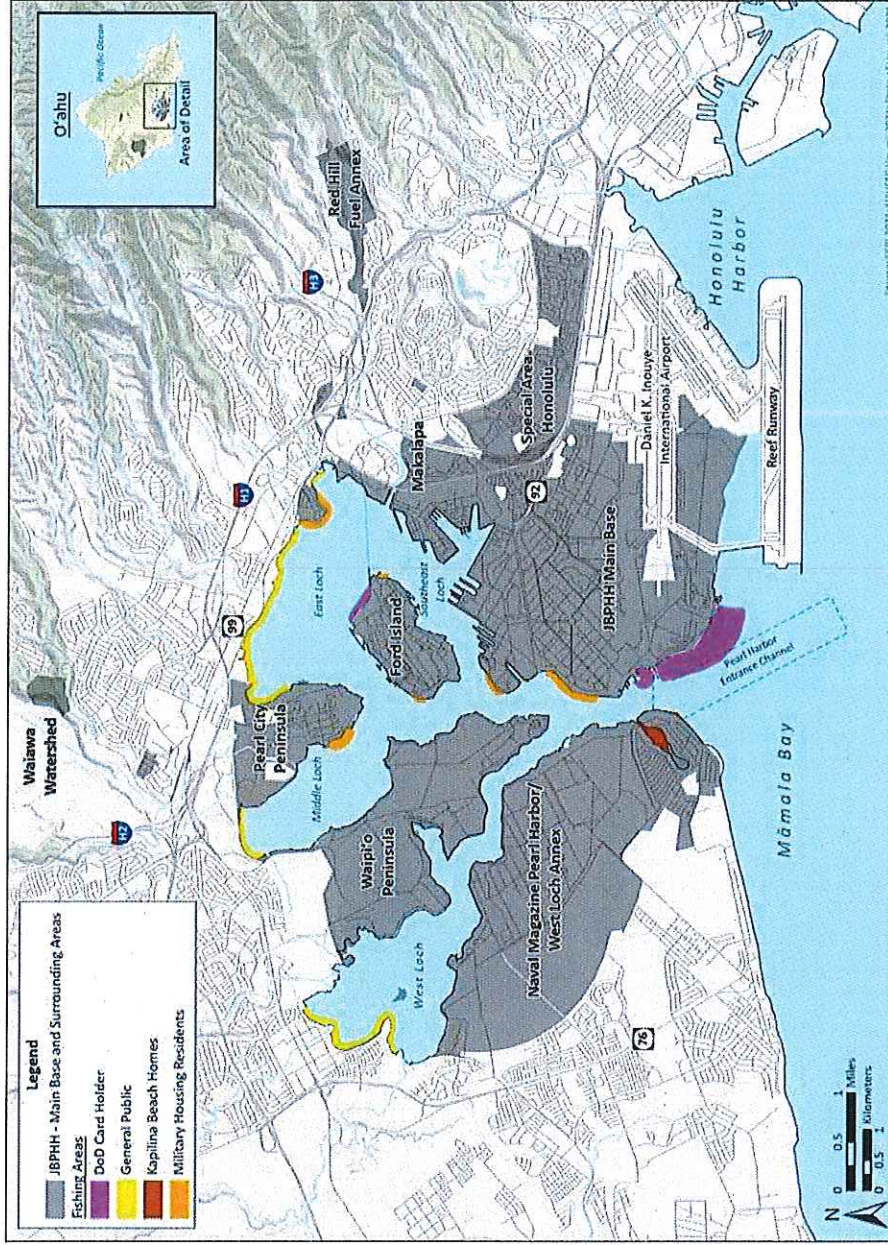 Legend
JBPHH - Main Base and Surrounding Areas
Fishing Areas
DoD Card Holder
General Public
Kapilina Beach Homes
Military Housing Residents
O'ahu
Pacific Ocean
Area of Detail
H2
Waiawa
Watershed
99
H1
H3
Red Hill
Fuel Annex
Pearl City
Peninsula
East Loch
Middle Loch
Waipi'o
Peninsula
Ford Island
Southeast
Loch
Makalapa
West Loch
Naval Magazine Pearl Harbor/
West Loch Annex
76
92
Special Area
Honolulu
JBPHH Main Base
Daniel K. Inouye
International Airport
Honolulu
Harbor
Reef Runway
Pearl Harbor
Entrance Channel
Māmala Bay
N
0 0.5 1
Miles
Kilometers
0 0.5 1